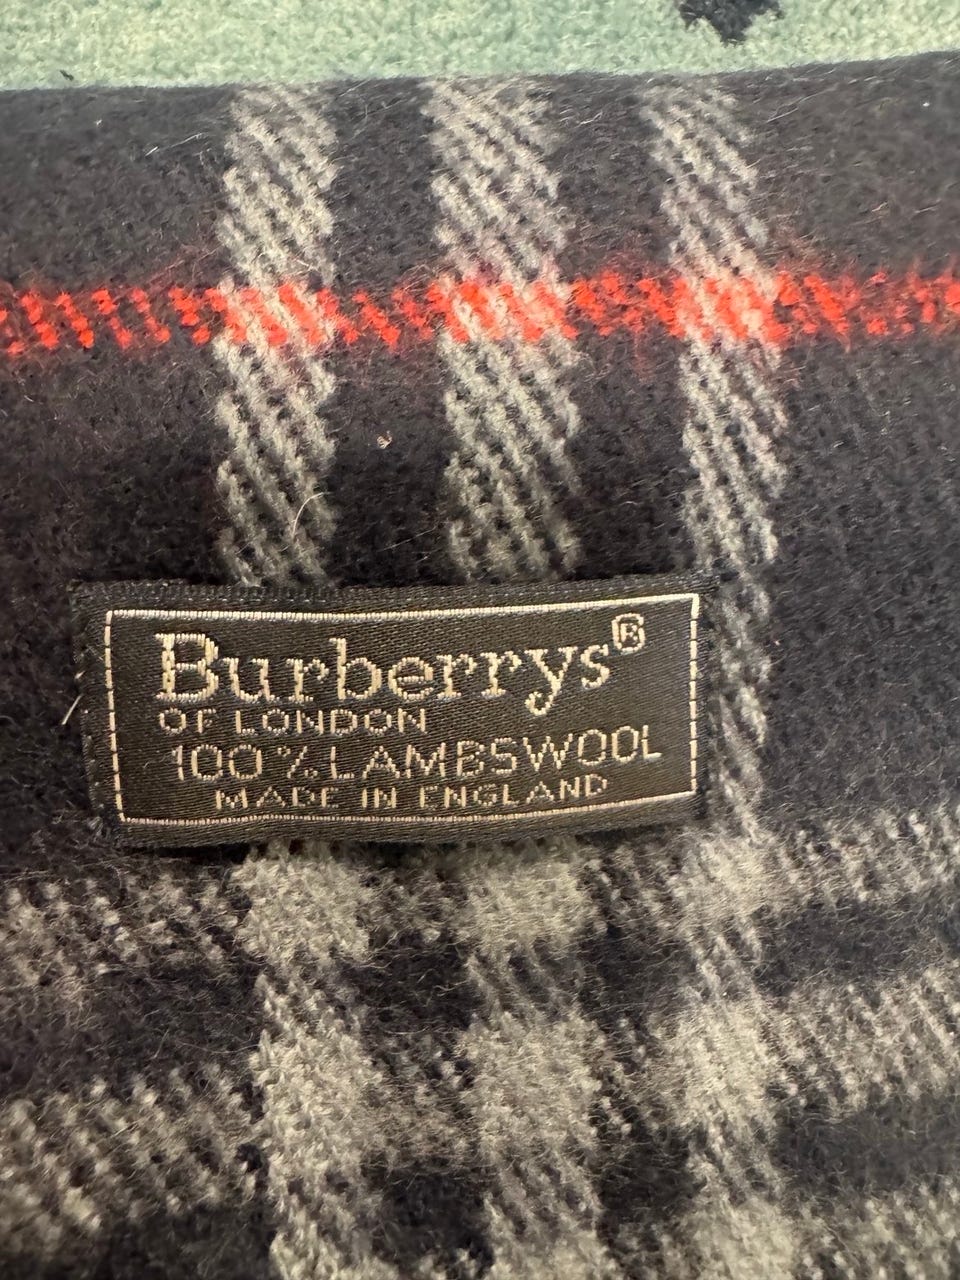 Burberrys®
OF LONDON
100% LAMBSWOOL
MADE IN ENGLAND